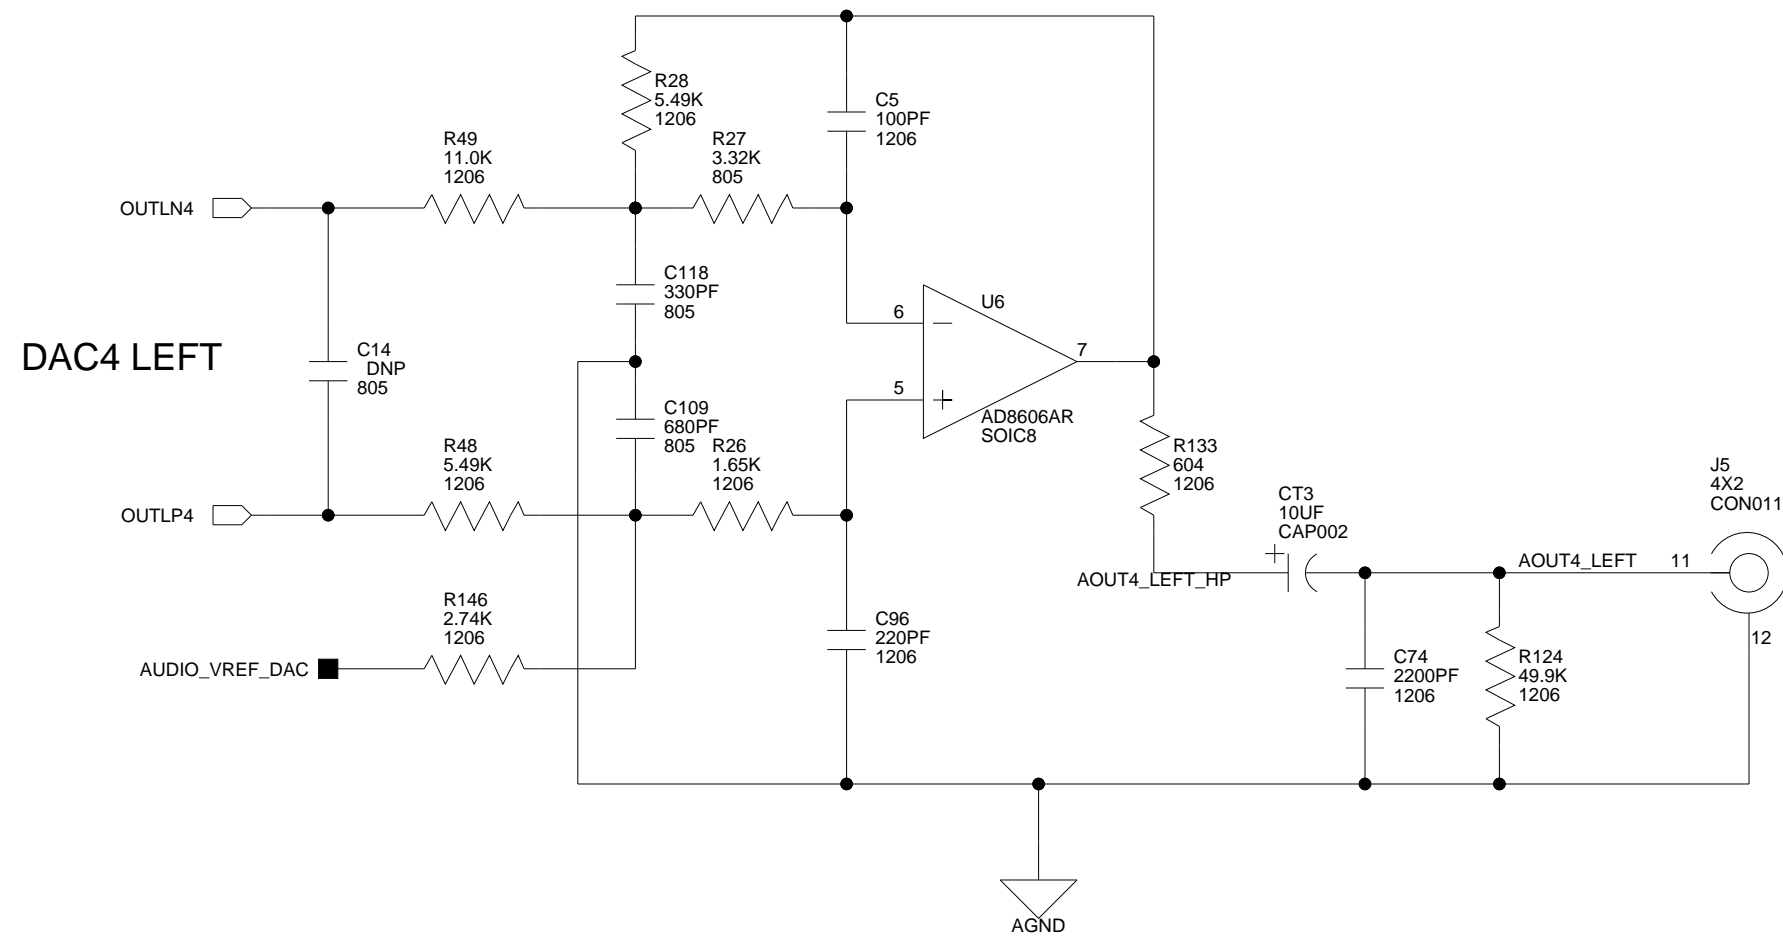 R28
5.49K
1206
C5
100PF
1206
R49
11.0K
1206
R27
3.32K
805
OUTLN4
C118
330PF
805
U6
6
DAC4 LEFT
C14
DNP
805
7
5
C109
680PF
805
AD8606AR
SOIC8
R48
5.49K
1206
R26
1.65K
1206
R133
604
1206
J5
4X2
CON011
CT3
10UF
CAP002
OUTLP4
AOUT4_LEFT_HP
AOUT4_LEFT
11
R146
2.74K
1206
C96
220PF
1206
12
AUDIO_VREF_DAC
C74
2200PF
1206
R124
49.9K
1206
AGND